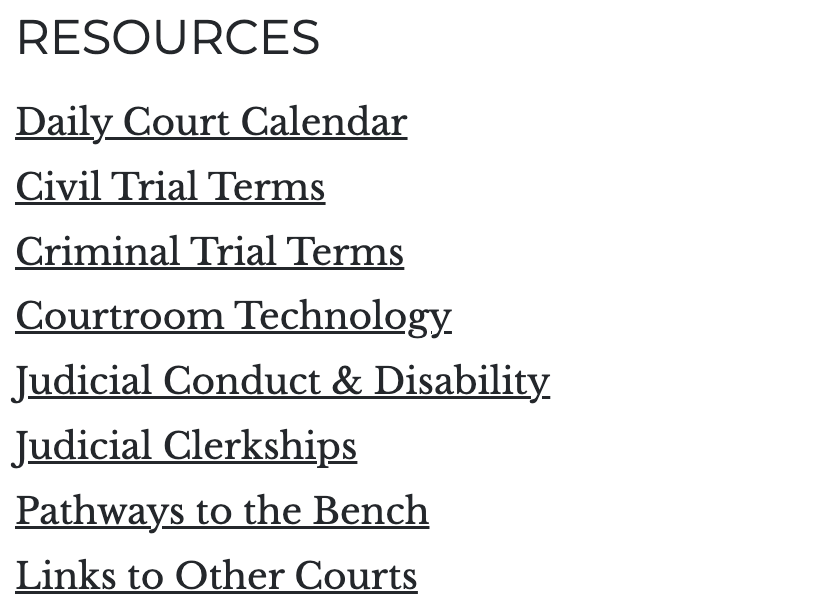 RESOURCES
Daily Court Calendar
Civil Trial Terms
Criminal Trial Terms
Courtroom Technology
Judicial Conduct & Disability
Judicial Clerkships
Pathways to the Bench
Links to Other Courts